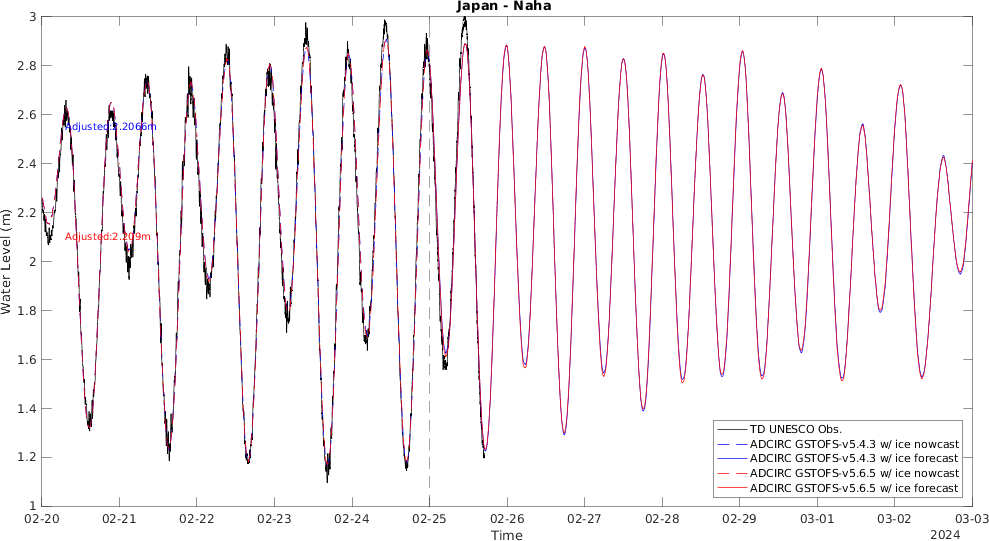 Japan - Naha
3
2.8
2.6
2.4
2.2
2
1.8
1.6
1.4
1.2
1
Water Level (m)
Adjusted:2.2066m
Adjusted:2.209m
TD UNESCO Obs.
ADCIRC GSTOFS-v5.4.3 w/ ice nowcast
ADCIRC GSTOFS-v5.4.3 w/ ice forecast
ADCIRC GSTOFS-v5.6.5 w/ ice nowcast
ADCIRC GSTOFS-v5.6.5 w/ ice forecast
02-20 02-21 02-22 02-23 02-24 02-25 02-26 02-27 02-28 02-29 03-01 03-02 03-03
Time
2024